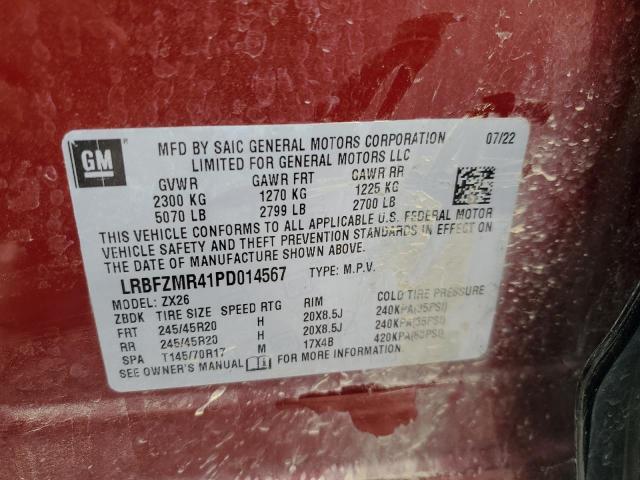 GM
MFD BY SAIC GENERAL MOTORS CORPORATION 07/22
LIMITED FOR GENERAL MOTORS LLC
GVWR GAWR FRT GAWR RR
2300 KG 1270 KG 1225 KG
5070 LB 2799 LB 2700 LB
THIS VEHICLE CONFORMS TO ALL APPLICABLE U.S. FEDERAL MOTOR
VEHICLE SAFETY AND THEFT PREVENTION STANDARDS IN EFFECT ON
THE DATE OF MANUFACTURE SHOWN ABOVE.
LRBFZMR41PD014567 TYPE: M.P.V.
MODEL: ZX26
ZBDK TIRE SIZE SPEED RTG RIM COLD TIRE PRESSURE
FRT 245/45R20 H 20X8.5J 240KPA(35PSI)
RR 245/45R20 H 20X8.5J 240KPA(35PSI)
SPA T145/70R17 M 17X4B 420KPA(60PSI)
SEE OWNER'S MANUAL FOR MORE INFORMATION